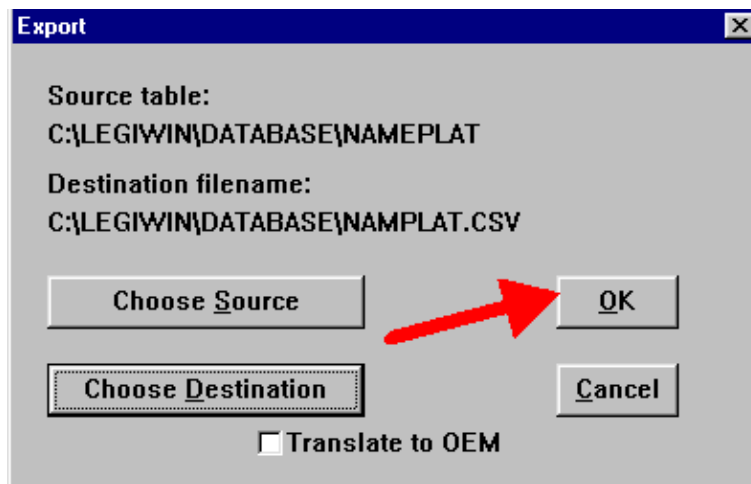 Export
Source table:
C:\LEGIWIN\DATABASE\NAMEPLAT
Destination filename:
C:\LEGIWIN\DATABASE\NAMPLAT.CSV
Choose Source
OK
Choose Destination
Cancel
Translate to OEM